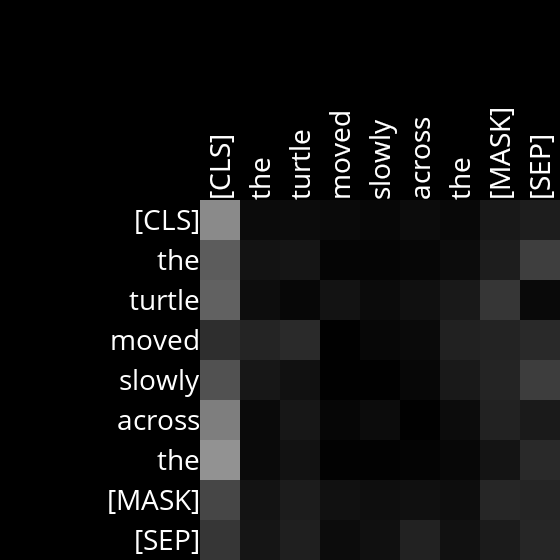 [CLS]
the
turtle
moved
slowly
across
the
[MASK]
[SEP]
[CLS]
the
turtle
moved
slowly
across
the
[MASK]
[SEP]